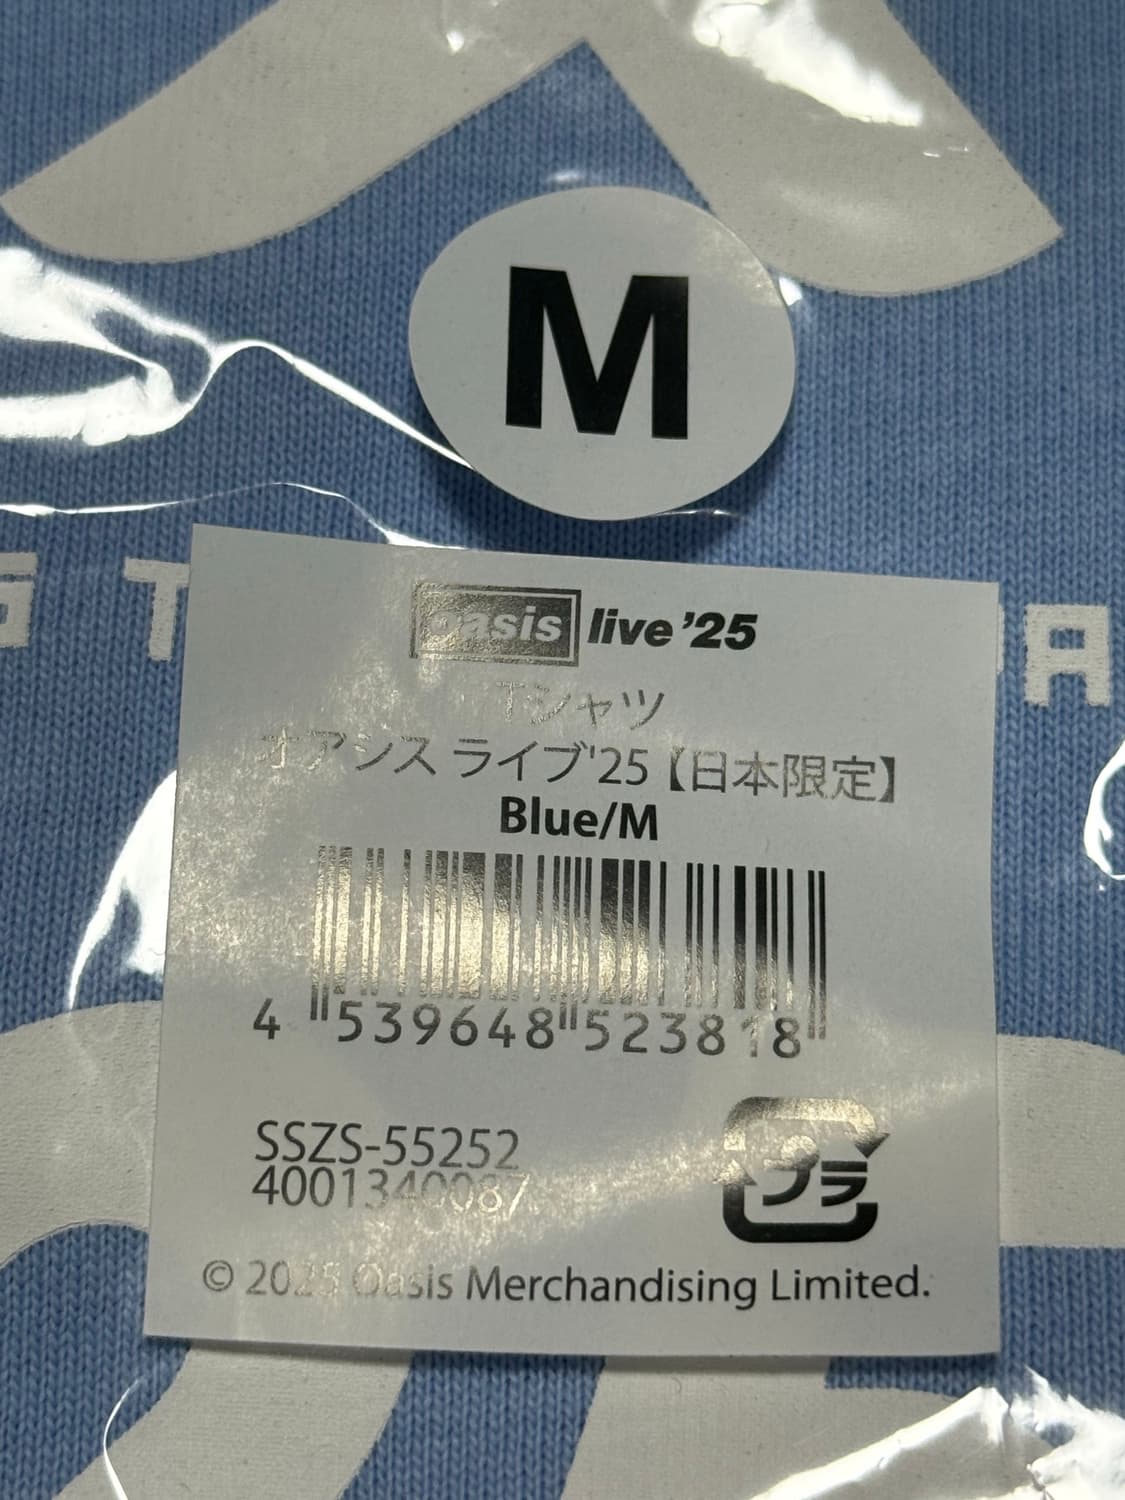 M
oasis live '25
Tシャツ
オアシス ライブ'25【日本限定】
Blue/M
4 539648 523818
SSZS-55252
4001340087
© 2025 Oasis Merchandising Limited.
プラ